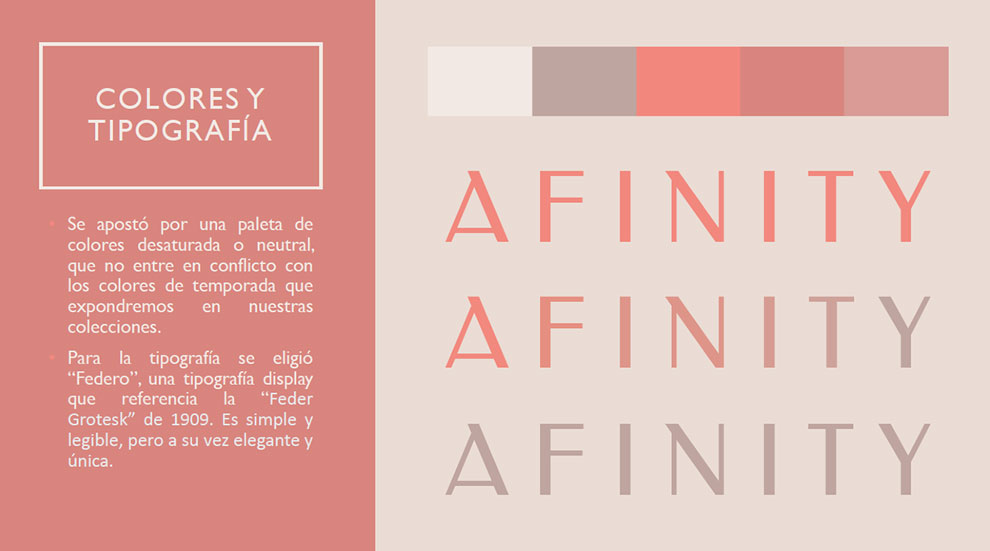 COLORES Y
TIPOGRAFÍA
Se apostó por una paleta de
colores desaturada o neutral,
que no entre en conflicto con
los colores de temporada que
expondremos en nuestras
colecciones.
Para la tipografía se eligió
“Federo”, una tipografía display
que referencia la “Feder
Grotesk” de 1909. Es simple y
legible, pero a su vez elegante y
única.
AFINITY
AFINITY
AFINITY